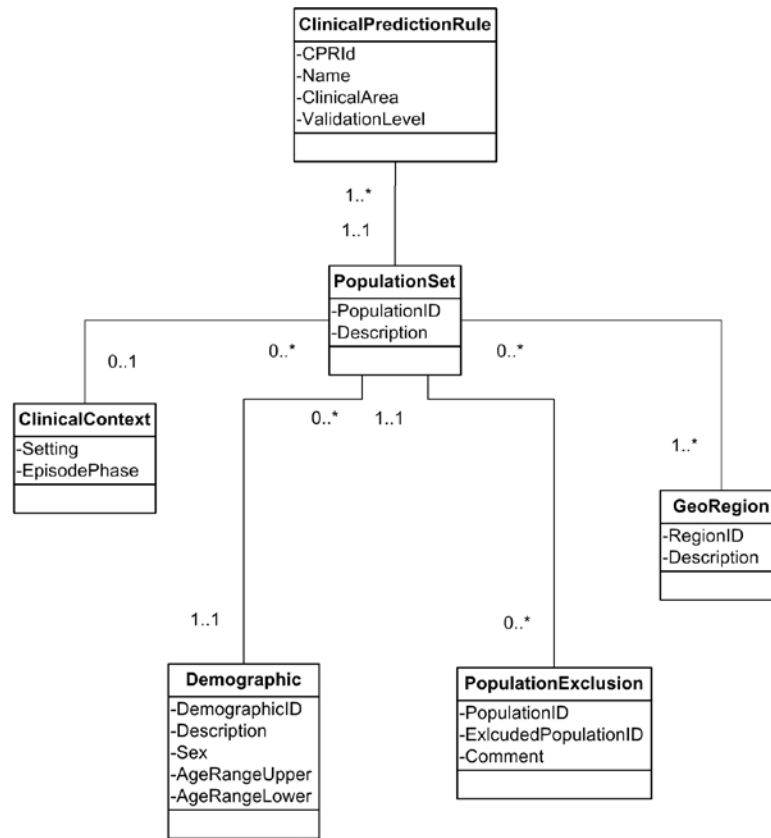 ClinicalPredictionRule
-CPRId
-Name
-ClinicalArea
-ValidationLevel
1..*
1..1
PopulationSet
-PopulationID
-Description
0..1
0..*
0..*
ClinicalContext
-Setting
-EpisodePhase
0..*
1..1
1..*
GeoRegion
-RegionID
-Description
1..1
0..*
Demographic
-DemographicID
-Description
-Sex
-AgeRangeUpper
-AgeRangeLower
PopulationExclusion
-PopulationID
-ExlcudedPopulationID
-Comment